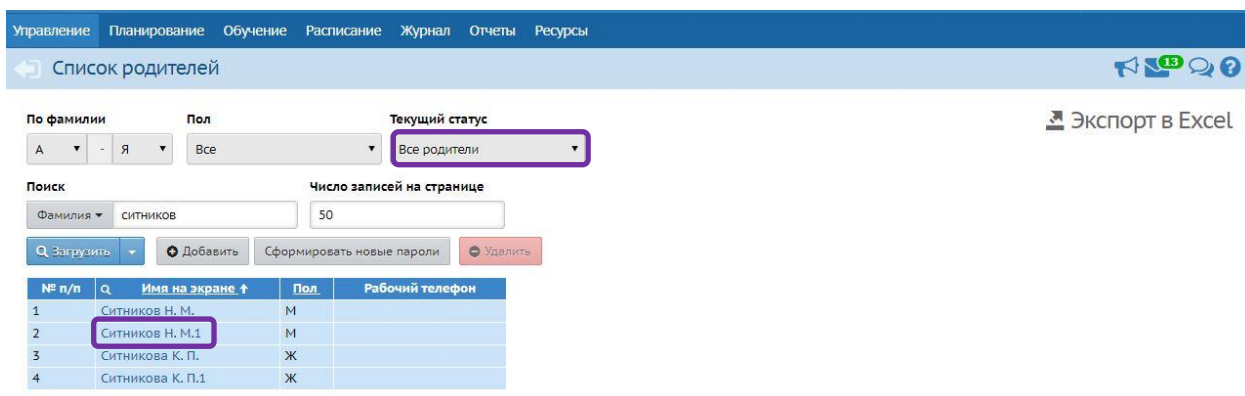 Управление Планирование Обучение Расписание Журнал Отчеты Ресурсы
Список родителей
13
По фамилии Пол Текущий статус
Экспорт в Excel
А - Я Все Все родители
Поиск Число записей на странице
Фамилия ситников 50
Загрузить Добавить Сформировать новые пароли Удалить
№ п/п Имя на экране Пол Рабочий телефон
1 Ситников Н. М. М
2 Ситников Н. М.1 М
3 Ситникова К. П. Ж
4 Ситникова К. П.1 Ж